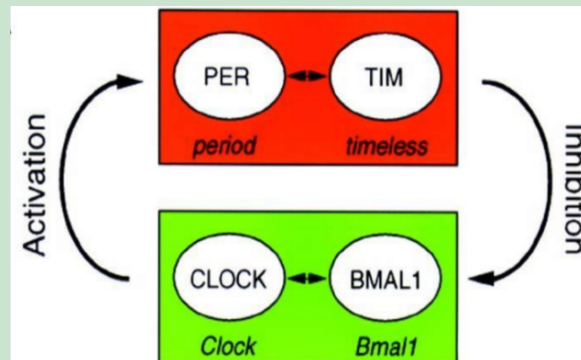 PER TIM
period timeless
Activation
Inhibition
CLOCK BMAL1
Clock Bmal1